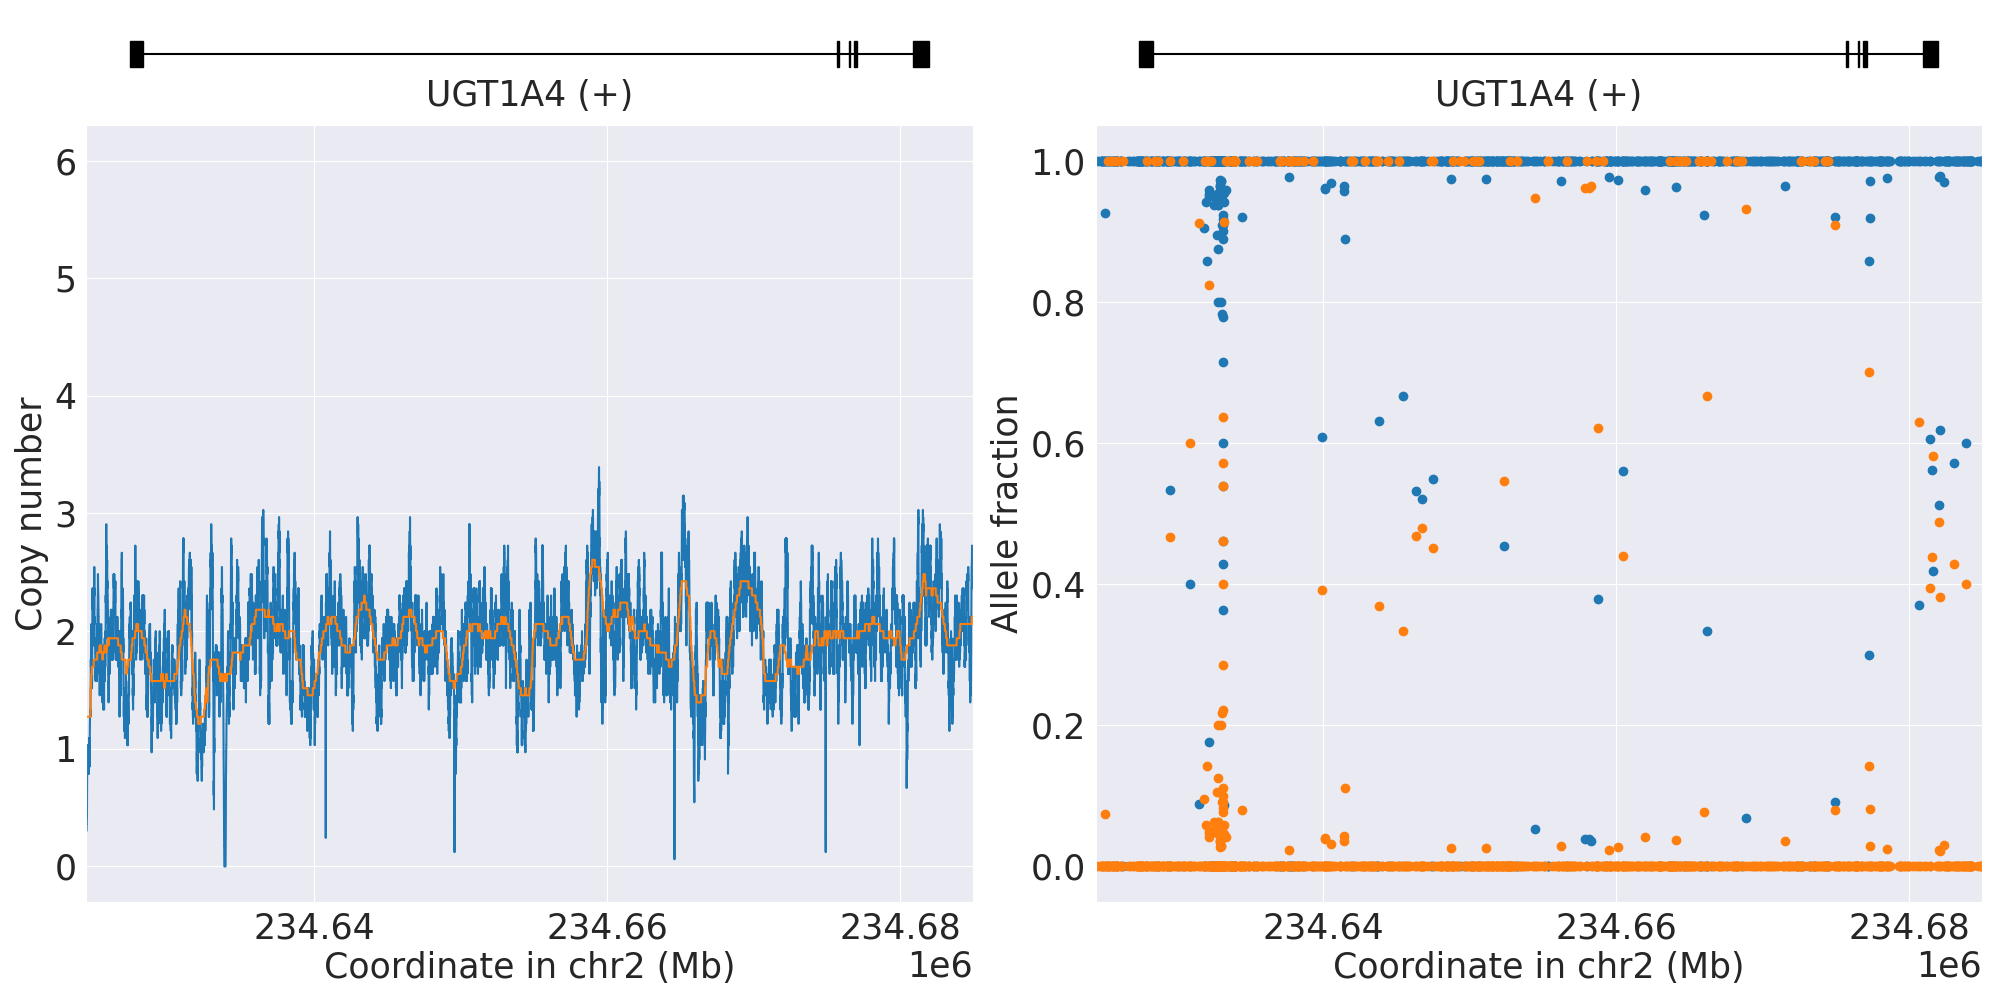 UGT1A4 (+)
6
5
4
3
2
1
0
Copy number
234.64
234.66
234.68
Coordinate in chr2 (Mb)
1e6
UGT1A4 (+)
1.0
0.8
0.6
0.4
0.2
0.0
Allele fraction
234.64
234.66
234.68
Coordinate in chr2 (Mb)
1e6